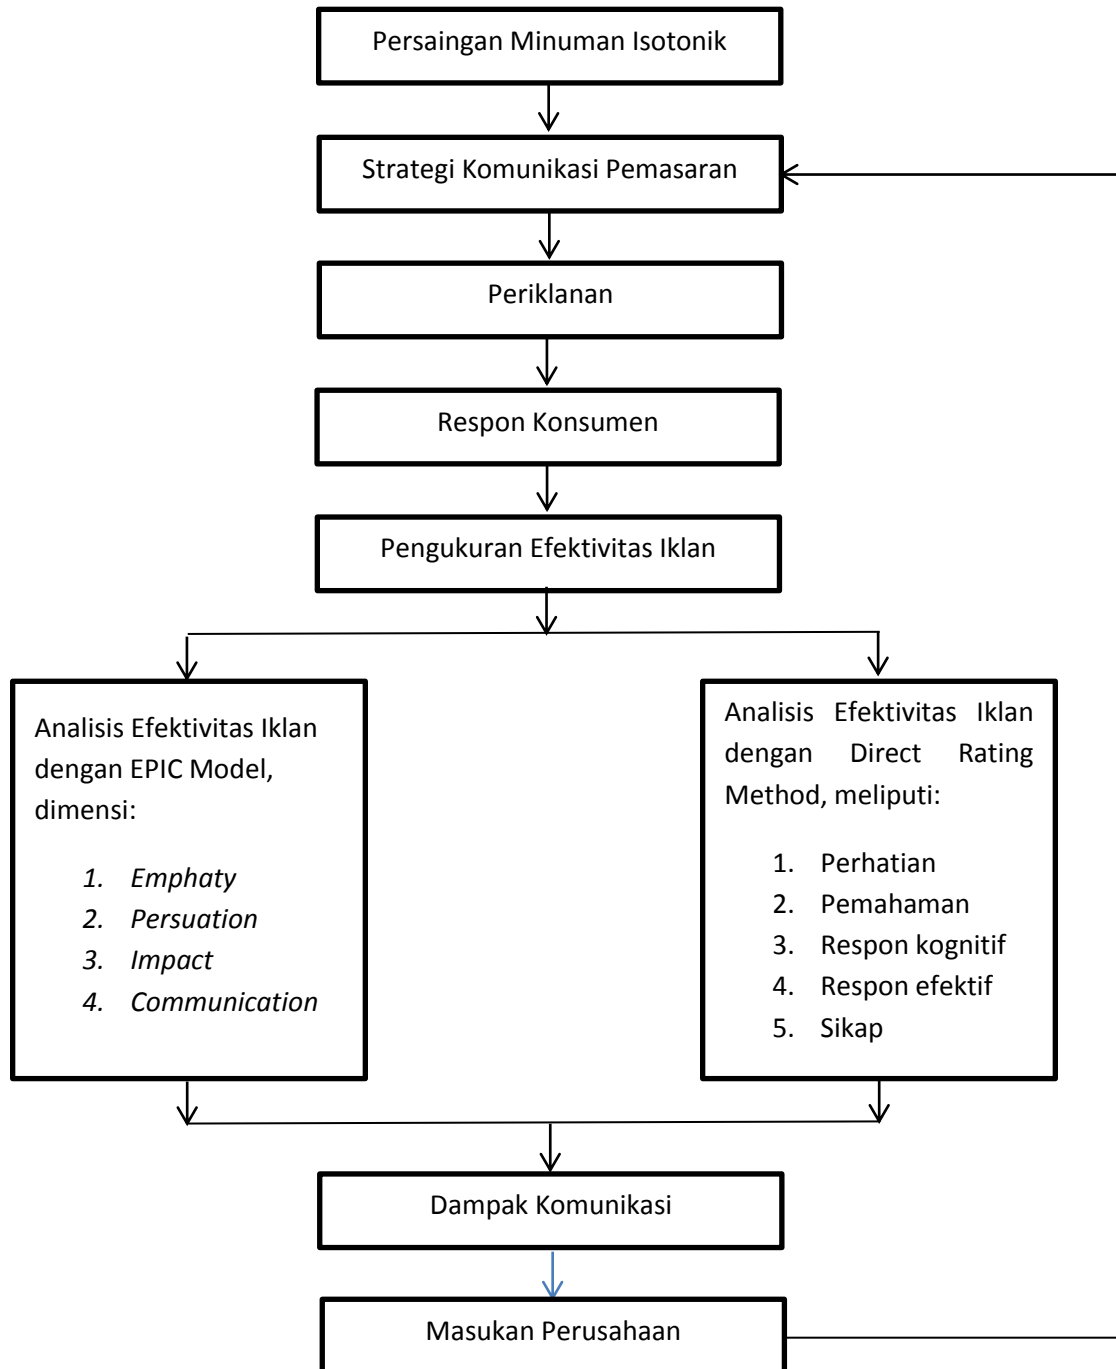 Persaingan Minuman Isotonik
Strategi Komunikasi Pemasaran
Periklanan
Respon Konsumen
Pengukuran Efektivitas Iklan
Analisis Efektivitas Iklan
dengan EPIC Model,
dimensi:
1. Emphaty
2. Persuation
3. Impact
4. Communication
Analisis Efektivitas Iklan
dengan Direct Rating
Method, meliputi:
1. Perhatian
2. Pemahaman
3. Respon kognitif
4. Respon efektif
5. Sikap
Dampak Komunikasi
Masukan Perusahaan